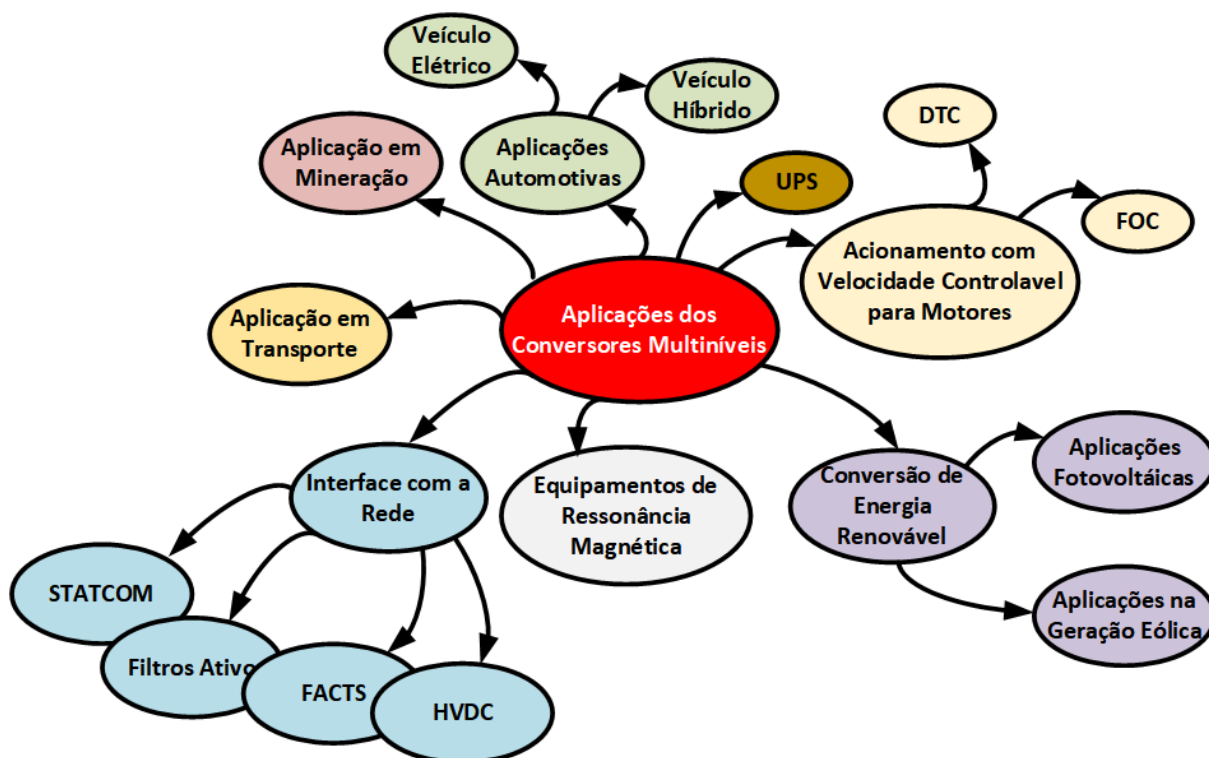 Veículo
Elétrico
Veículo
Híbrido
DTC
Aplicação em
Mineração
Aplicações
Automotivas
UPS
FOC
Acionamento com
Velocidade Controlavel
para Motores
Aplicação em
Transporte
Aplicações dos
Conversores Multiníveis
Aplicações
Fotovoltáicas
Interface com a
Rede
Equipamentos de
Ressonância
Magnética
Conversão de
Energia
Renovável
STATCOM
Aplicações na
Geração Eólica
Filtros Ativo
FACTS
HVDC